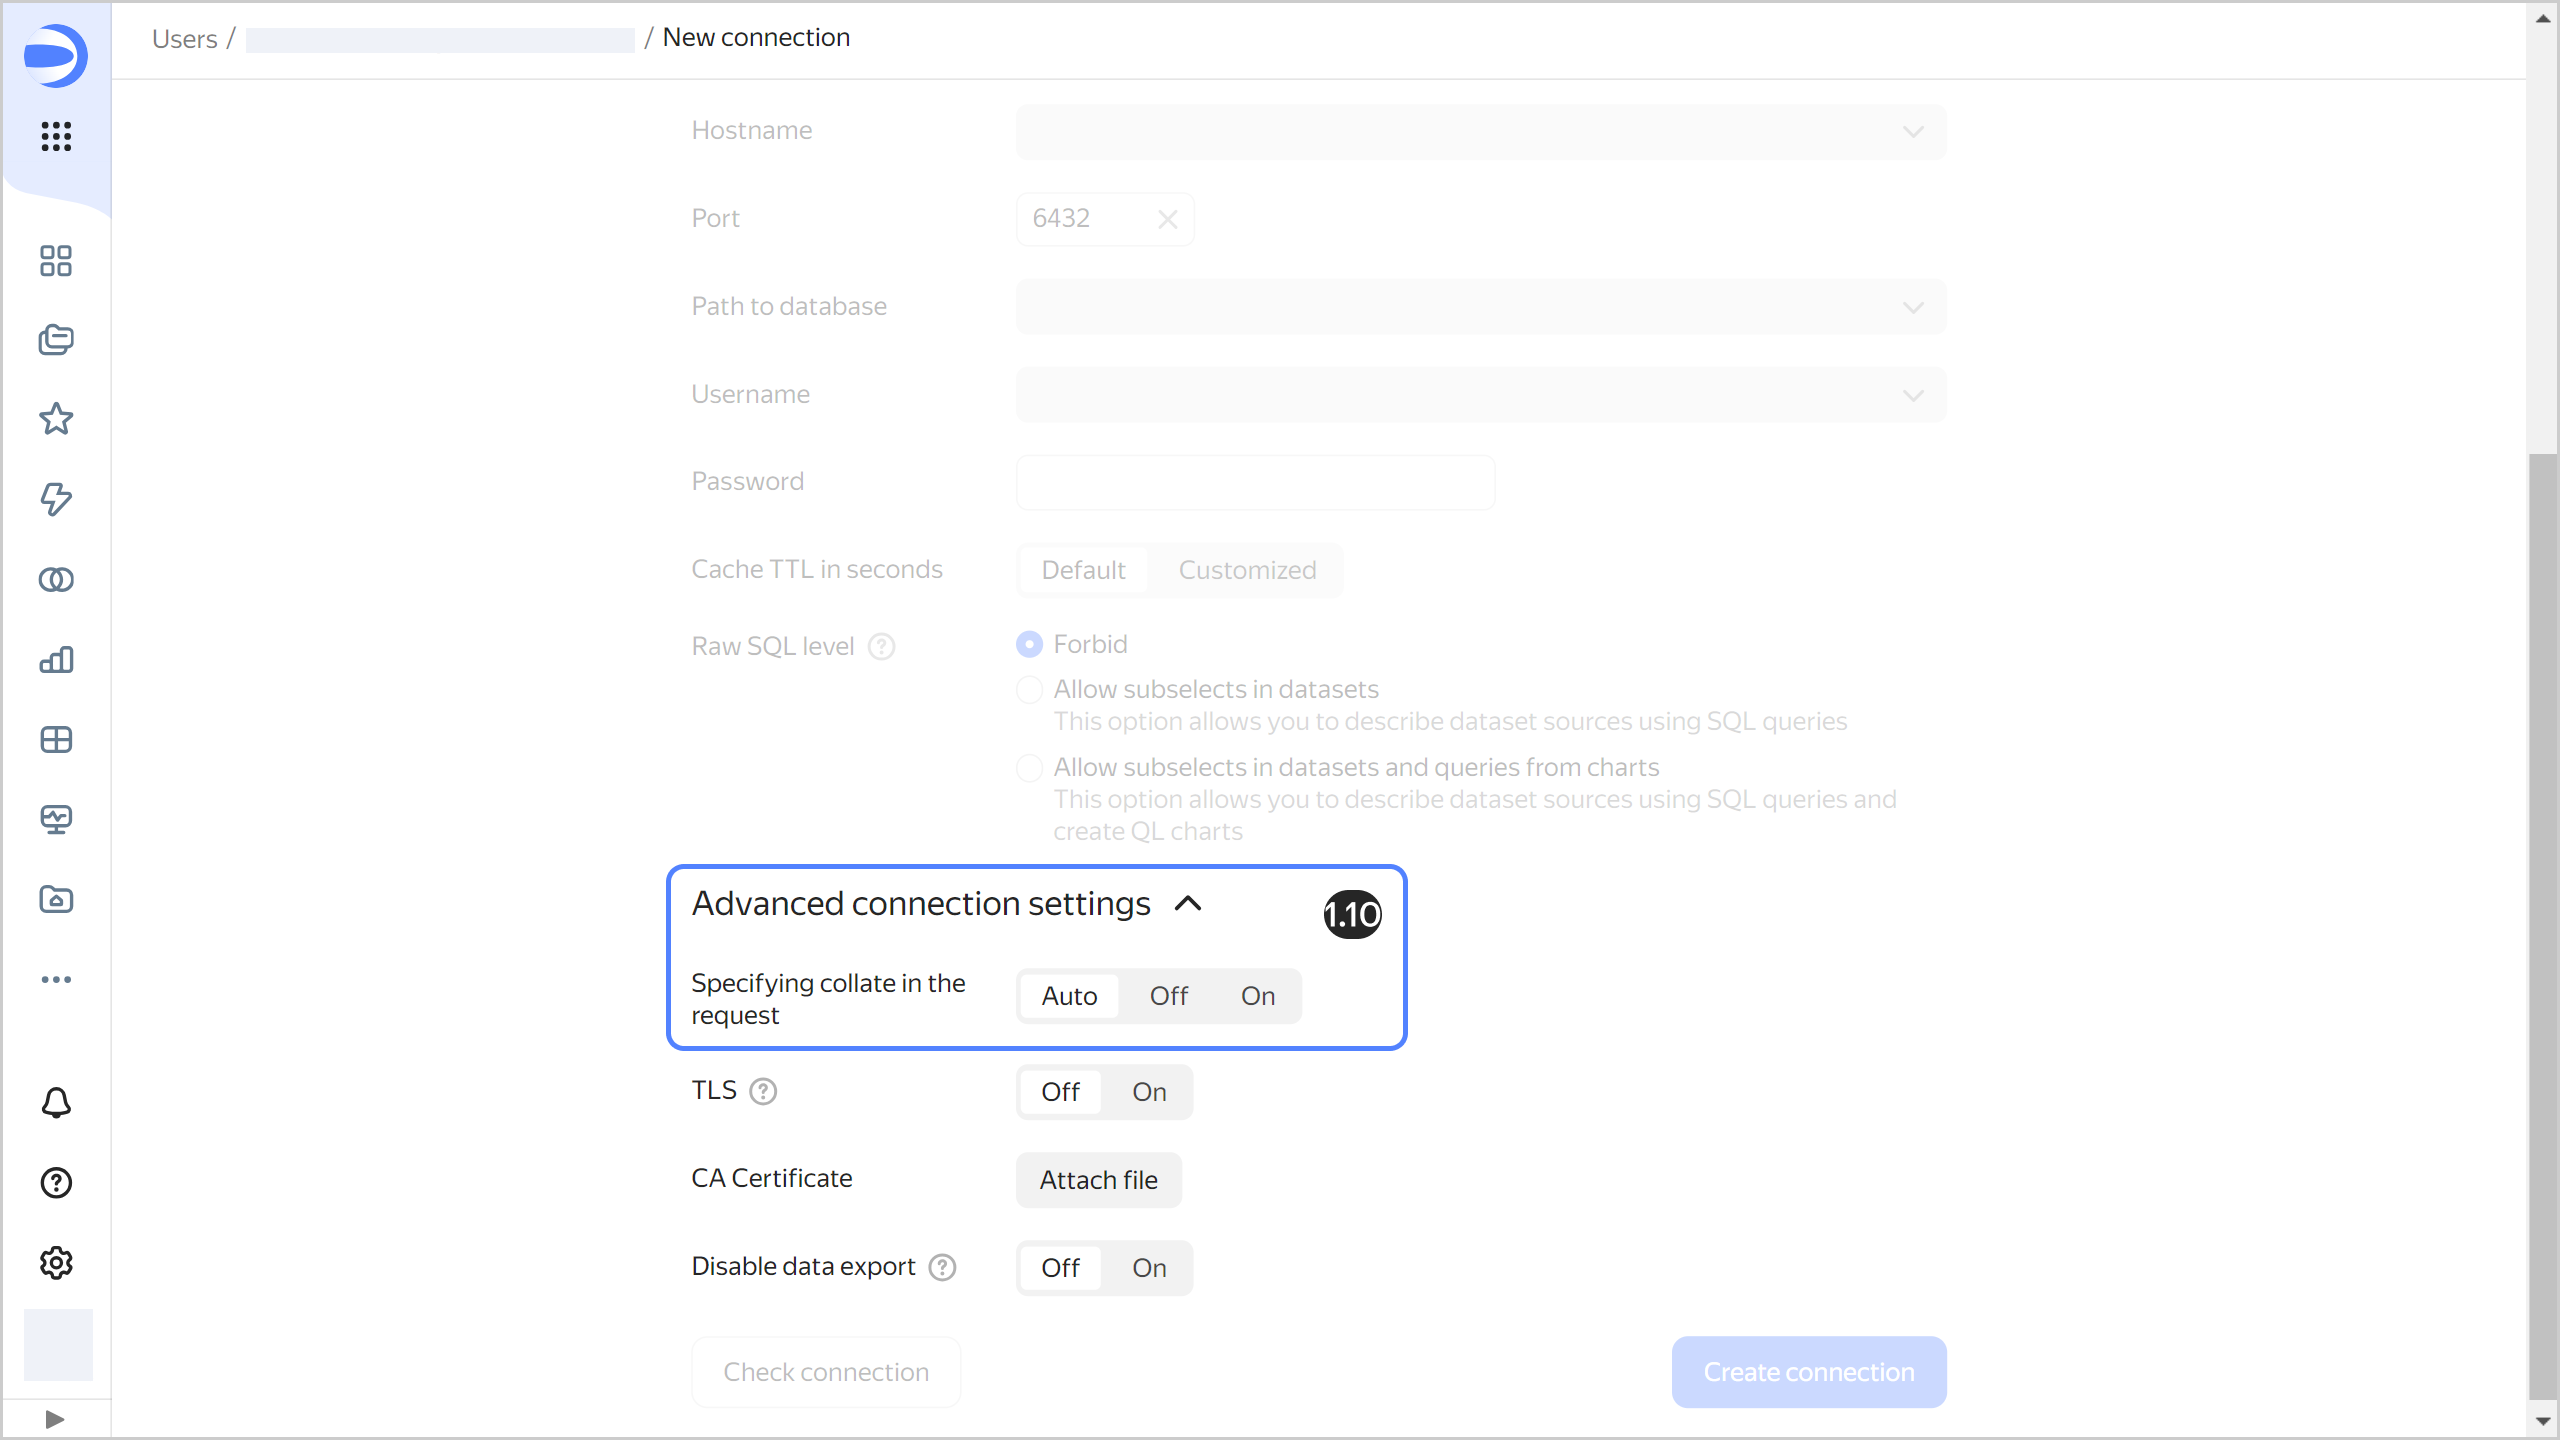 Users / / New connection
Hostname
Port 6432
Path to database
Username
Password
Cache TTL in seconds Default Customized
Raw SQL level Forbid
Allow subselects in datasets
This option allows you to describe dataset sources using SQL queries
Allow subselects in datasets and queries from charts
This option allows you to describe dataset sources using SQL queries and
create QL charts
Advanced connection settings 1.10
Specifying collate in the
request
Auto Off On
TLS Off On
CA Certificate Attach file
Disable data export Off On
Check connection Create connection